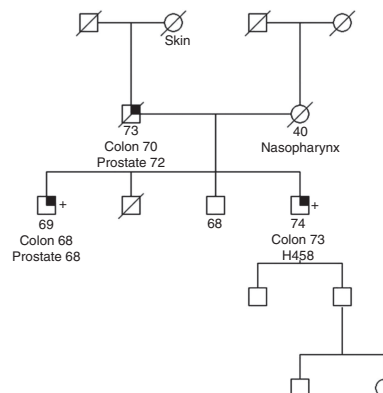 Skin
73
Colon 70
Prostate 72
40
Nasopharynx
+
+
69
Colon 68
Prostate 68
68
74
Colon 73
H458